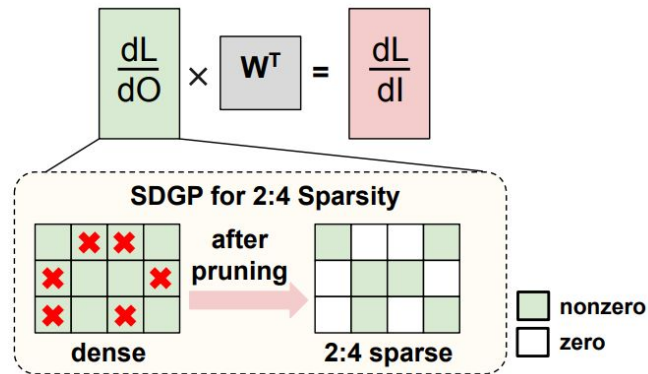 dL
dO
×
W^T
=
dL
dI
SDGP for 2:4 Sparsity
after
pruning
dense
2:4 sparse
nonzero
zero